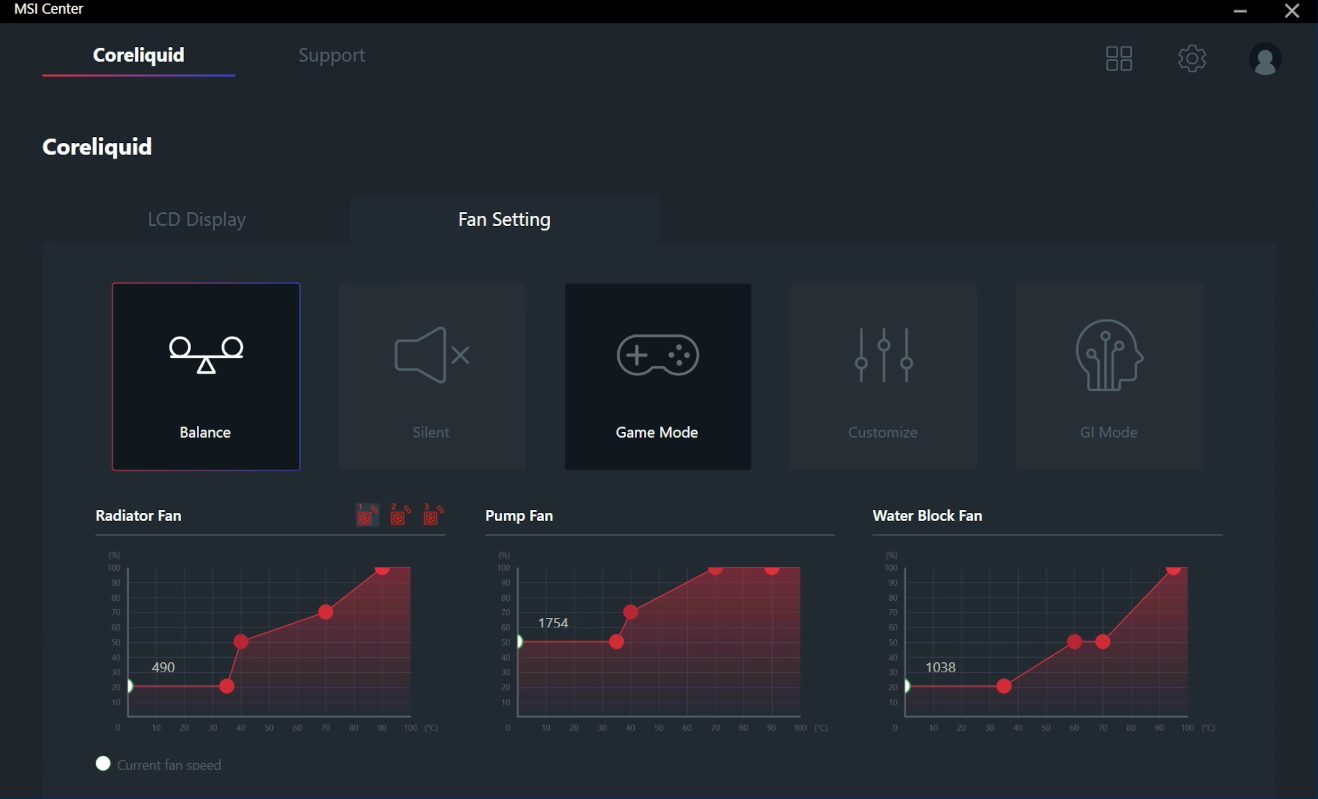 MSI Center
Coreliquid Support
Coreliquid
LCD Display Fan Setting
Balance Silent Game Mode Customize GI Mode
Radiator Fan 1 2 3 Pump Fan Water Block Fan
(%) (%) (%)
100 100 100
90 90 90
80 80 80
70 70 70
60 1754 60 60
50 50 50
40 490 40 1038 40
30 30 30
20 20 20
10 10 10
0 10 20 30 40 50 60 70 80 90 100 (°C) 0 10 20 30 40 50 60 70 80 90 100 (°C) 0 10 20 30 40 50 60 70 80 90 100 (°C)
Current fan speed